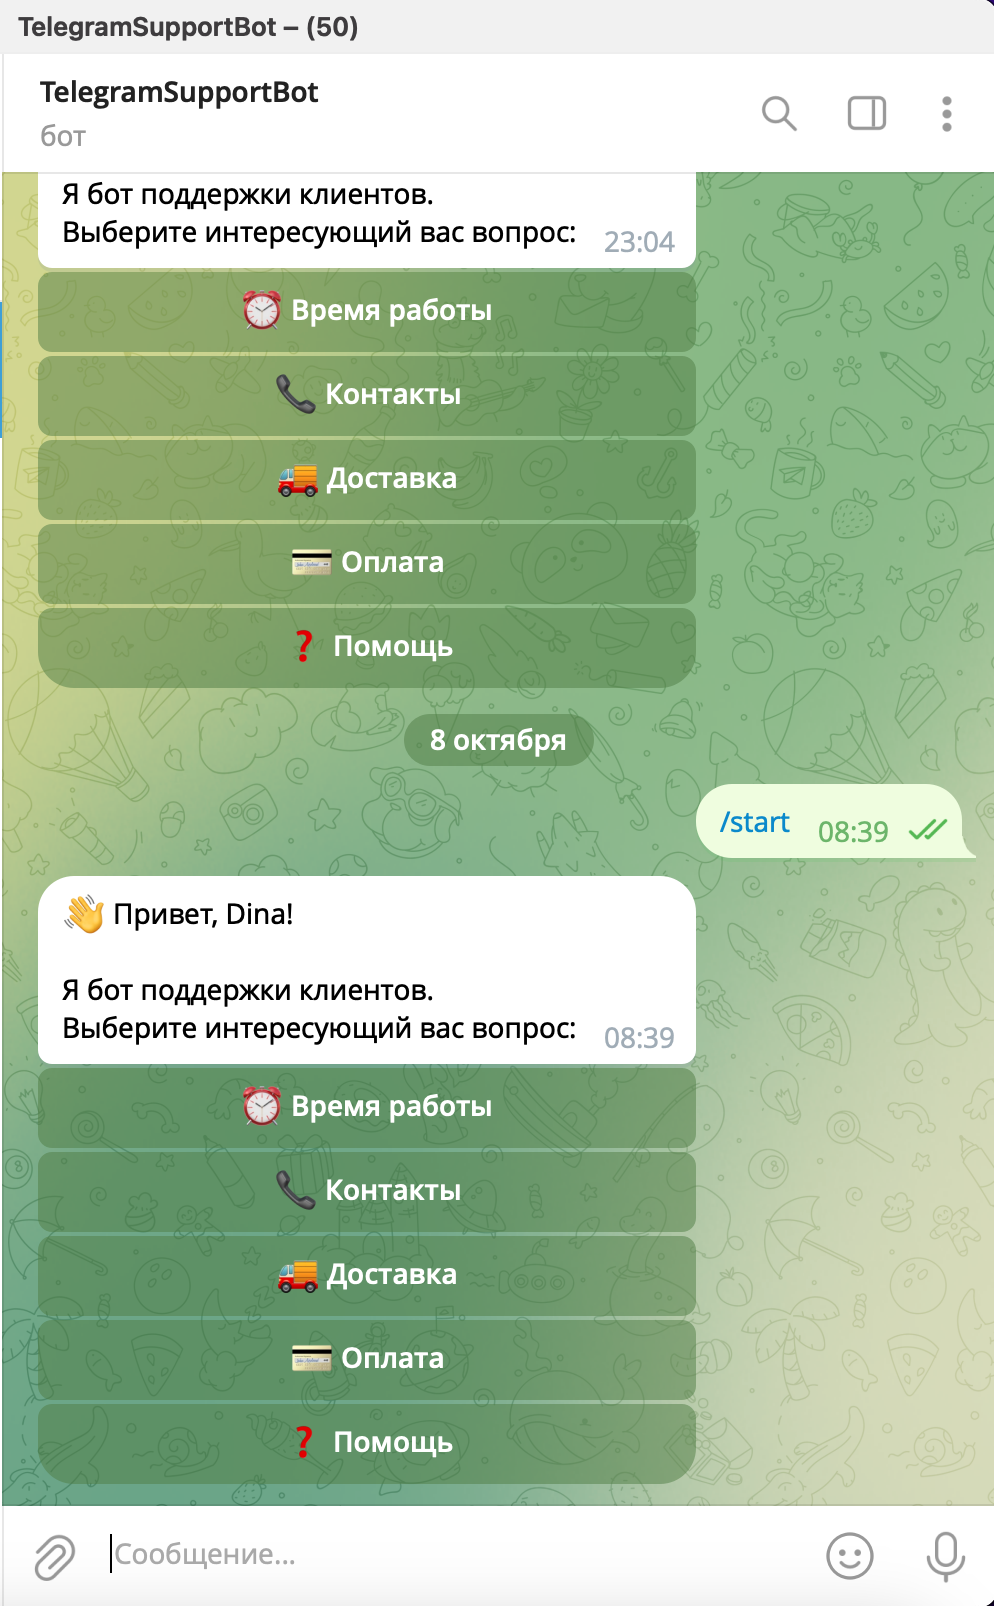 TelegramSupportBot – (50)
TelegramSupportBot
бот
Я бот поддержки клиентов.
Выберите интересующий вас вопрос: 23:04
⏰ Время работы
📞 Контакты
🚚 Доставка
💳 Оплата
❓ Помощь
8 октября
/start 08:39
👋 Привет, Dina!
Я бот поддержки клиентов.
Выберите интересующий вас вопрос: 08:39
⏰ Время работы
📞 Контакты
🚚 Доставка
💳 Оплата
❓ Помощь
Сообщение...